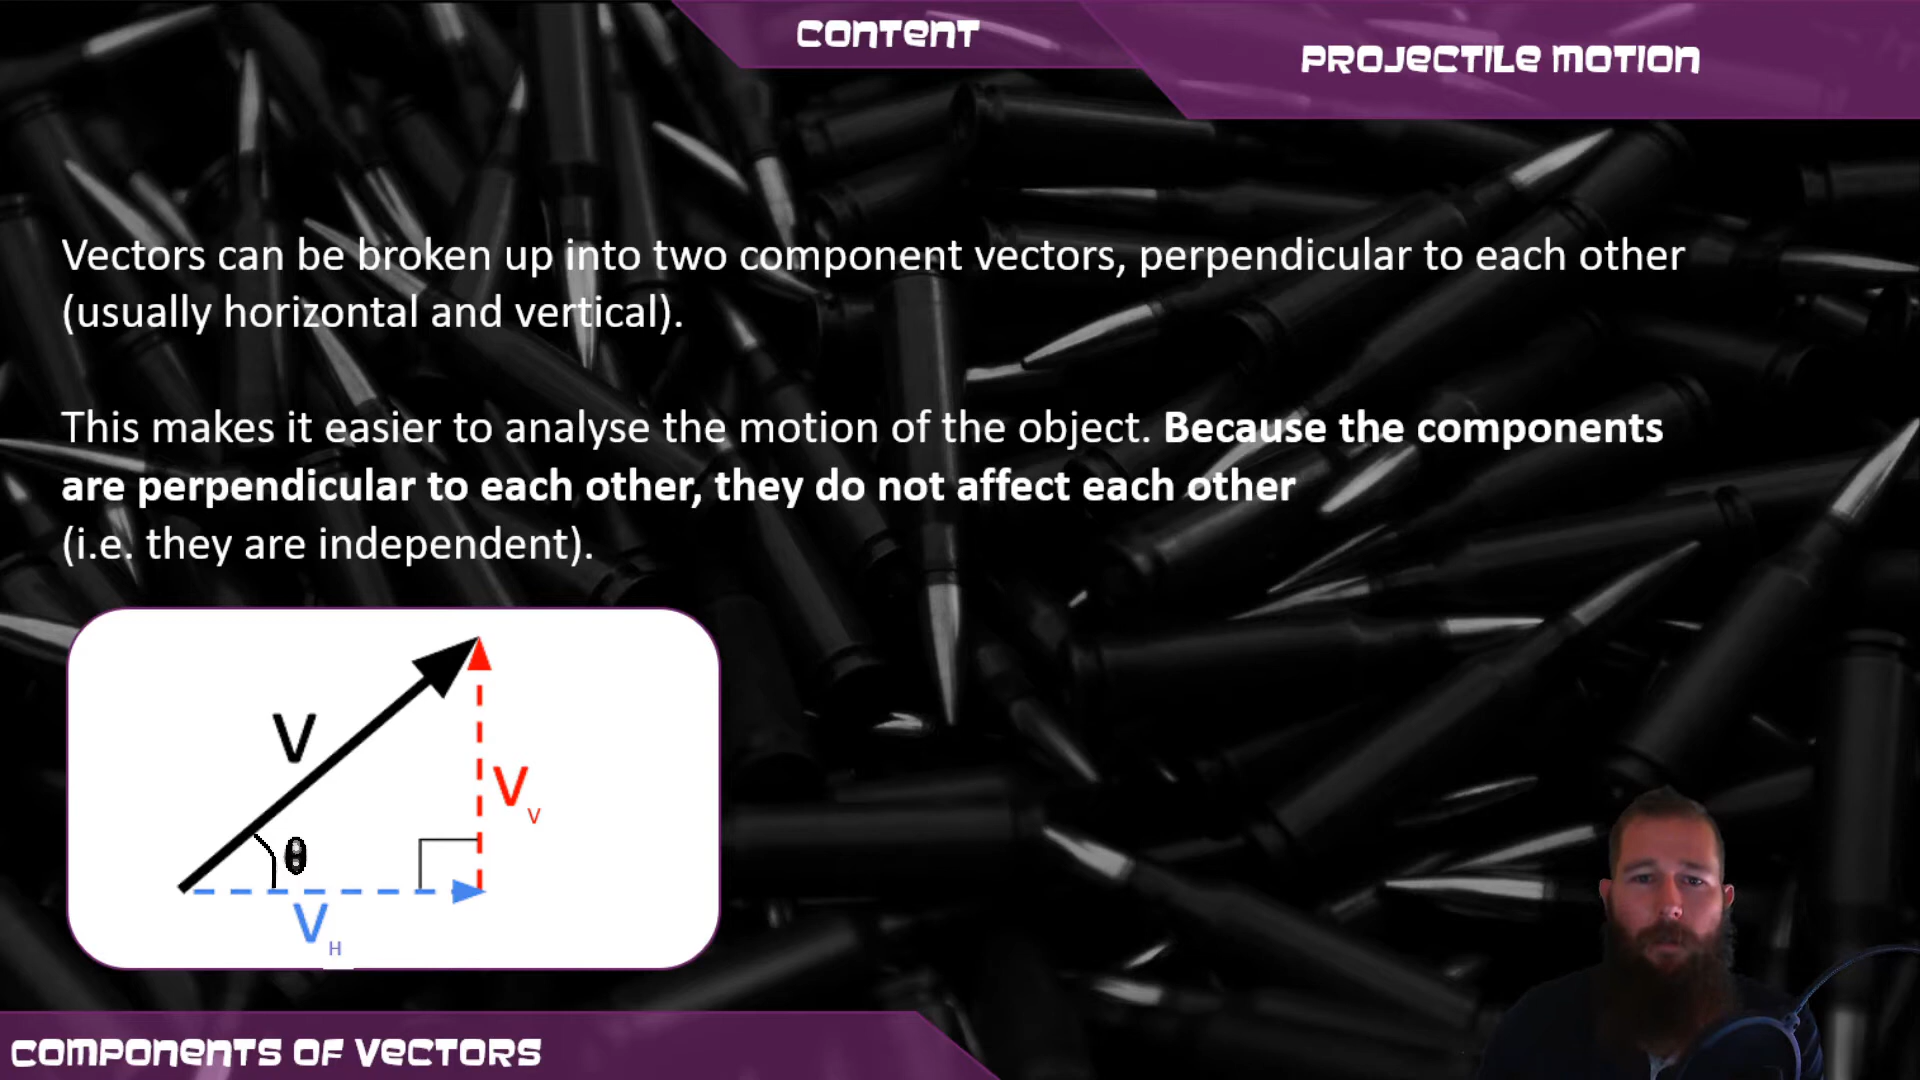 CONTENT
PROJECTILE MOTION
Vectors can be broken up into two component vectors, perpendicular to each other
(usually horizontal and vertical).
This makes it easier to analyse the motion of the object. Because the components
are perpendicular to each other, they do not affect each other
(i.e. they are independent).
V
V
V
θ
V
H
COMPONENTS OF VECTORS